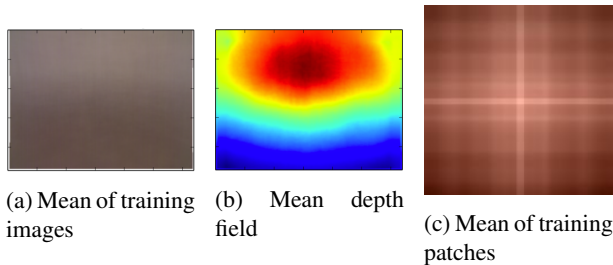 (a) Mean of training
images
(b) Mean depth
field
(c) Mean of training
patches